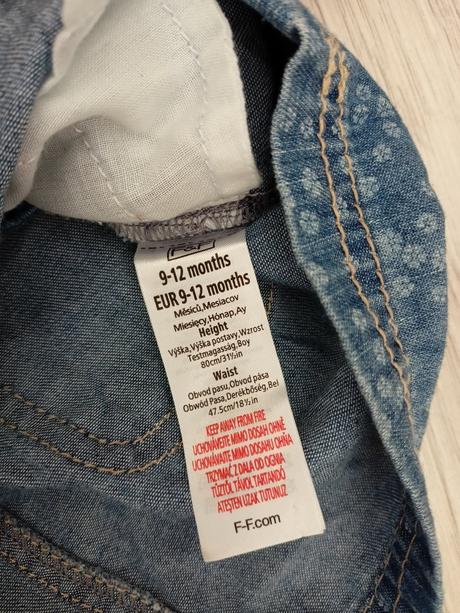 F&F
9-12 months
EUR 9-12 months
Měsíců,Mesiacov
Miesięcy,Hónap,Ay
Height
Výška,Výška postavy,Wzrost
Testmagasság,Boy
80cm/31½in
Waist
Obvod pasu,Obvod pása
Obwód Pasa,Derékbőség,Bel
47.5cm/18½in
KEEP AWAY FROM FIRE
UCHOVÁVEJTE MIMO DOSAH OHNĚ
UCHOVÁVAJTE MIMO DOSAHU OHŇA
TRZYMAĆ Z DALA OD OGNIA
TŰZTŐL TÁVOL TARTANDÓ
ATEŞTEN UZAK TUTUNUZ
F-F.com